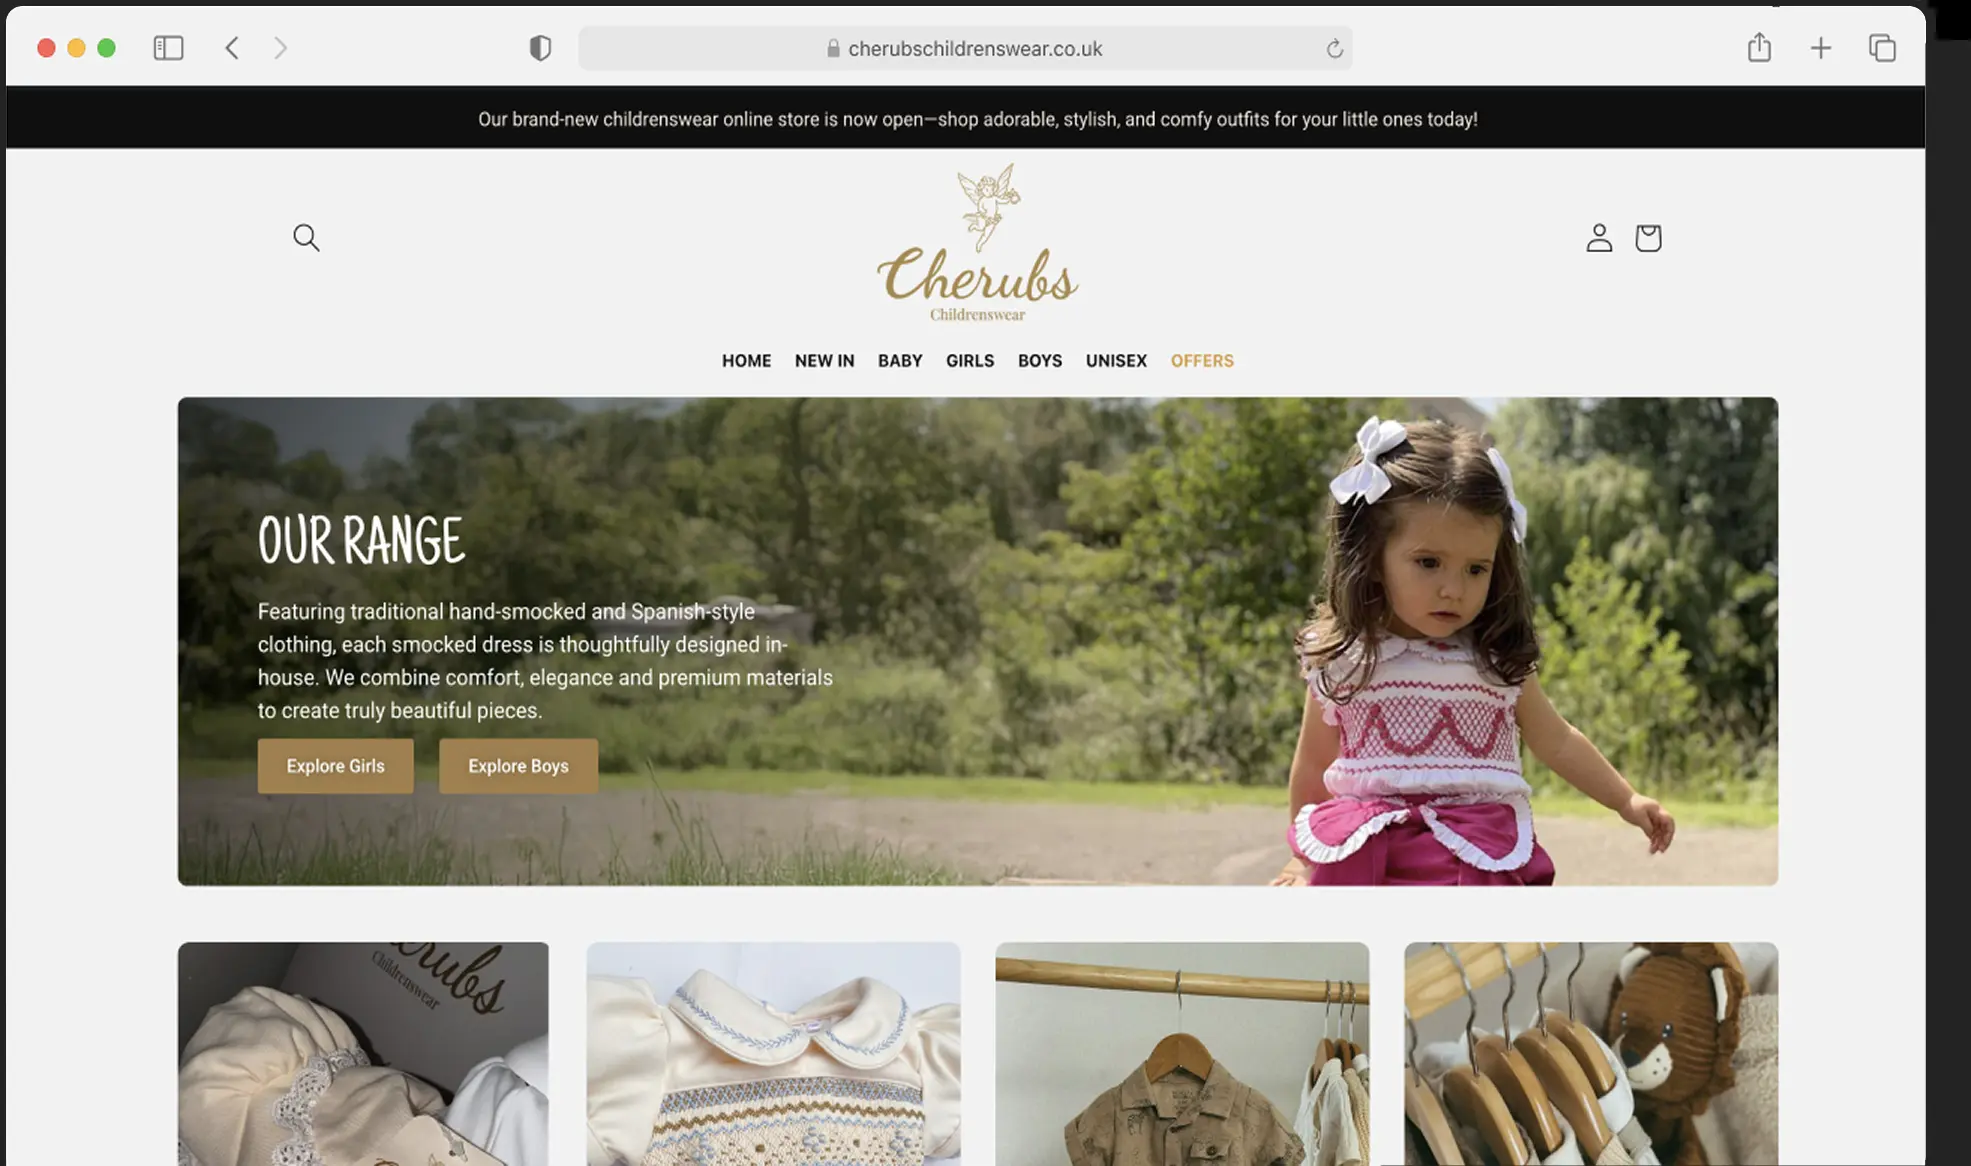 cherubschildrenswear.co.uk
Our brand-new childrenswear online store is now open—shop adorable, stylish, and comfy outfits for your little ones today!
Cherubs
Childrenswear
HOME NEW IN BABY GIRLS BOYS UNISEX OFFERS
OUR RANGE
Featuring traditional hand-smocked and Spanish-style
clothing, each smocked dress is thoughtfully designed in-
house. We combine comfort, elegance and premium materials
to create truly beautiful pieces.
Explore Girls Explore Boys
Childrenswear